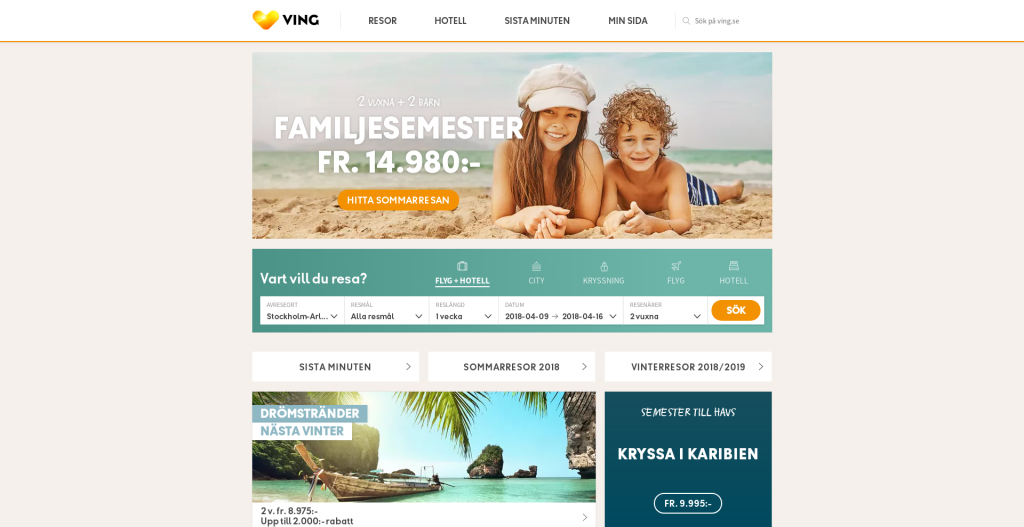 VING
RESOR
HOTELL
SISTA MINUTEN
MIN SIDA
Sök på ving.se
2 VUXNA + 2 BARN
FAMILJESEMESTER
FR. 14.980:-
HITTA SOMMARRESAN
Vart vill du resa?
FLYG + HOTELL
CITY
KRYSSNING
FLYG
HOTELL
AVRESEORT
RESMÅL
RESLÄNGD
DATUM
RESENÄRER
Stockholm-Arl...
Alla resmål
1 vecka
2018-04-09 → 2018-04-16
2 vuxna
SÖK
SISTA MINUTEN
SOMMARRESOR 2018
VINTERRESOR 2018/2019
DRÖMSTRÄNDER
NÄSTA VINTER
2 v. fr. 8.975:-
Upp till 2.000:- rabatt
SEMESTER TILL HAVS
KRYSSA I KARIBIEN
FR. 9.995:-